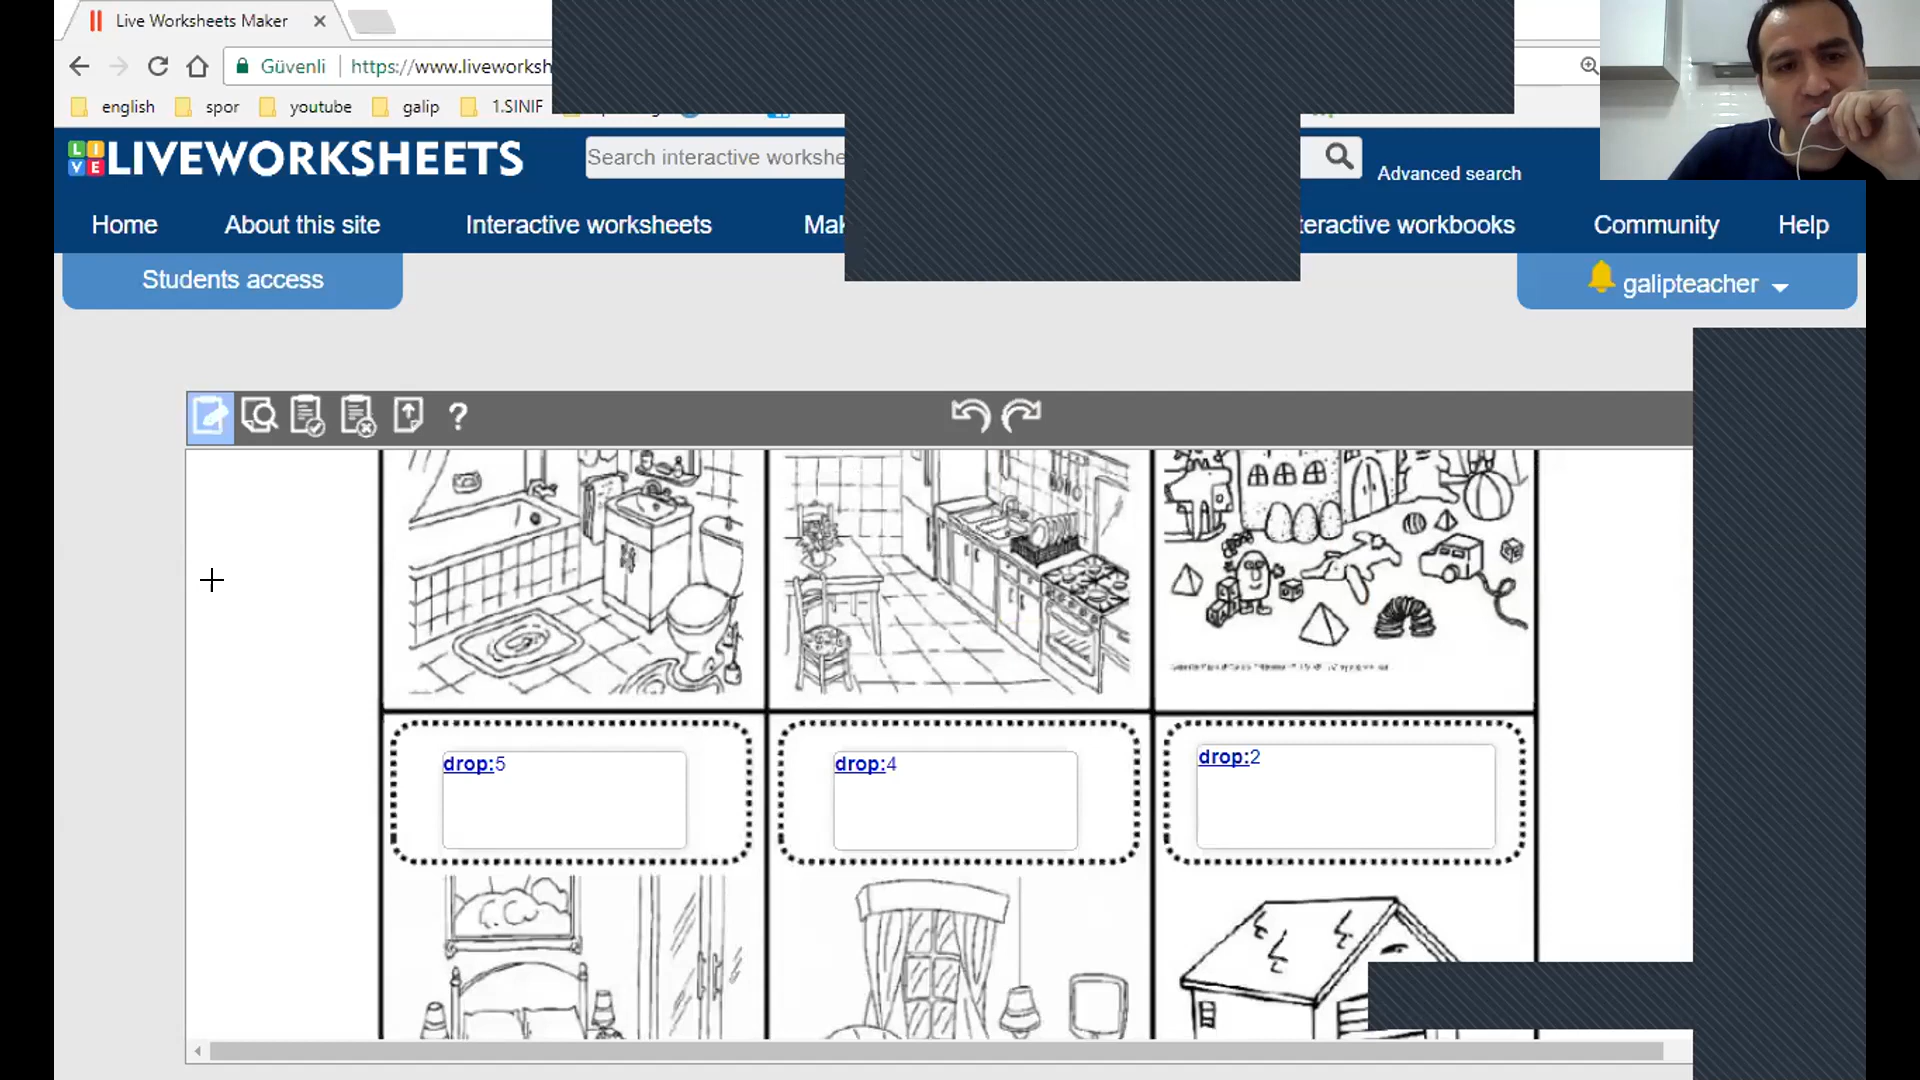 Live Worksheets Maker
Güvenli https://www.liveworksh
english spor youtube galip 1.SINIF
LIVE LIVEWORKSHEETS Search interactive workshe Advanced search
Home About this site Interactive worksheets Mak teractive workbooks Community Help
Students access galipteacher
?
drop:5 drop:4 drop:2